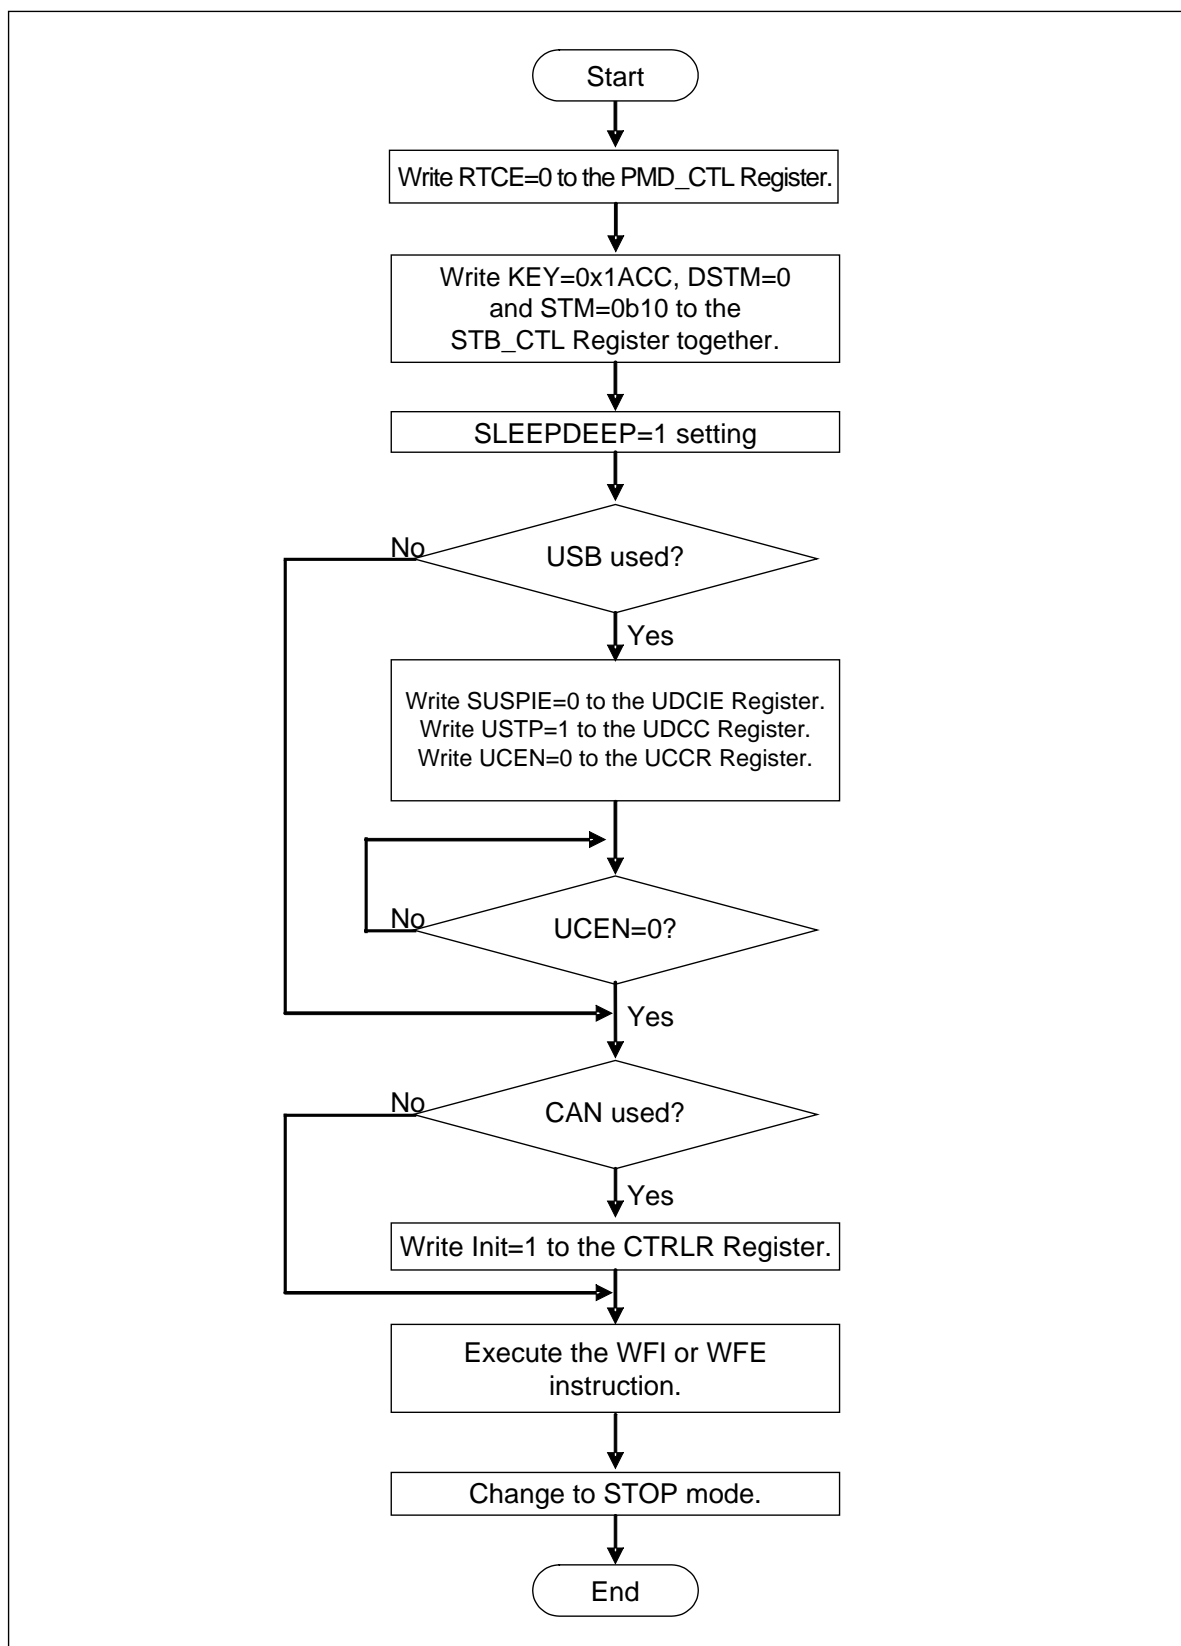 Start
Write RTCE=0 to the PMD_CTL Register.
Write KEY=0x1ACC, DSTM=0
and STM=0b10 to the
STB_CTL Register together.
SLEEPDEEP=1 setting
No
USB used?
Yes
Write SUSPIE=0 to the UDCIE Register.
Write USTP=1 to the UDCC Register.
Write UCEN=0 to the UCCR Register.
No
UCEN=0?
Yes
No
CAN used?
Yes
Write Init=1 to the CTRLR Register.
Execute the WFI or WFE
instruction.
Change to STOP mode.
End